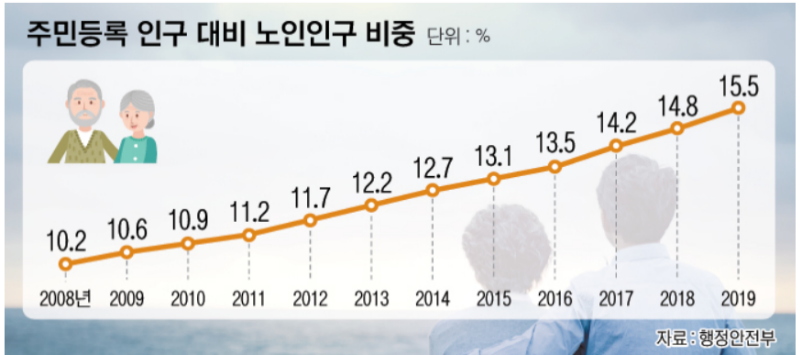 주민등록 인구 대비 노인인구 비중 단위 : %
10.2 10.6 10.9 11.2 11.7 12.2 12.7 13.1 13.5 14.2 14.8 15.5
2008년 2009 2010 2011 2012 2013 2014 2015 2016 2017 2018 2019
자료 : 행정안전부